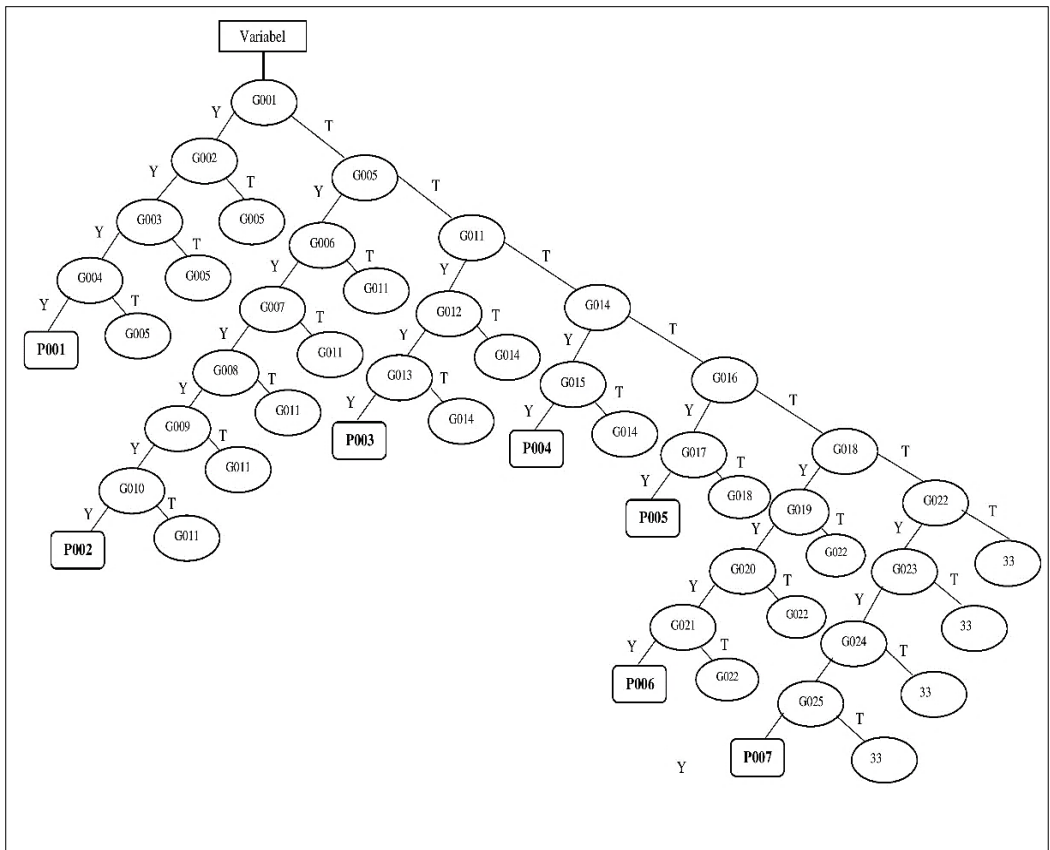 Variabel
G001
Y
T
G002
G005
Y
T
Y
T
G003
G005
G006
G011
Y
T
Y
T
Y
T
G004
G005
G007
G011
G012
G014
Y
T
Y
T
Y
T
Y
T
P001
G005
G008
G011
G013
G014
G015
G016
Y
T
Y
T
Y
T
Y
T
G009
G011
P003
G014
P004
G014
G017
G018
Y
T
Y
T
Y
T
Y
T
G010
G011
P005
G018
G019
G022
Y
T
Y
T
Y
T
P002
G011
G020
G022
G023
33
Y
T
Y
T
G021
G022
G024
33
Y
T
T
P006
G022
G025
33
T
P007
33
Y